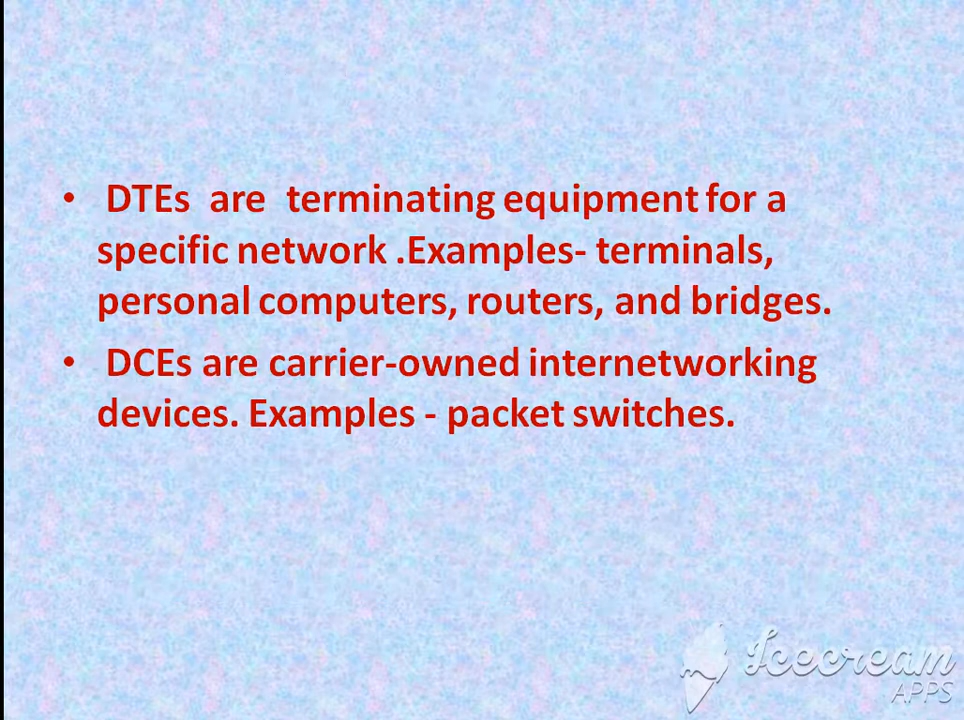 • DTEs are terminating equipment for a
specific network .Examples- terminals,
personal computers, routers, and bridges.
• DCEs are carrier-owned internetworking
devices. Examples - packet switches.
Icecream
APPS